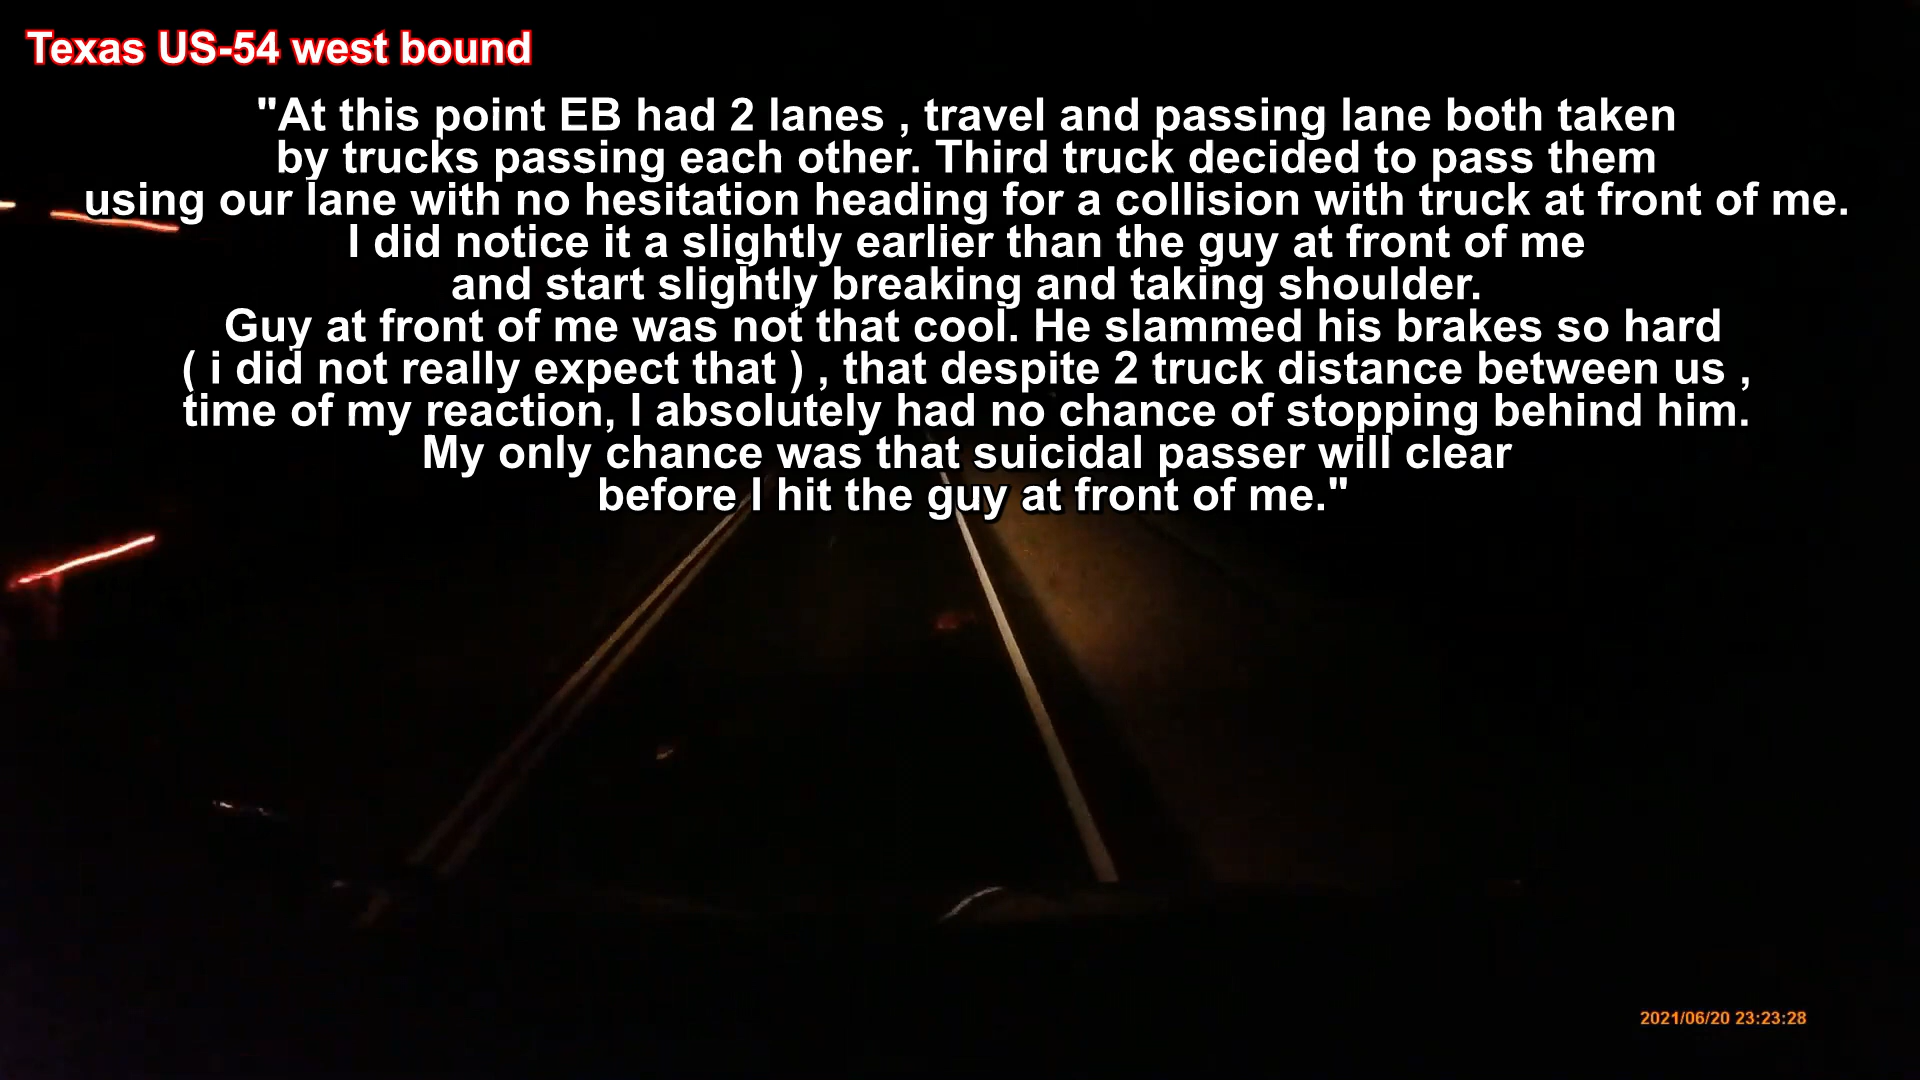 Texas US-54 west bound
"At this point EB had 2 lanes , travel and passing lane both taken
by trucks passing each other. Third truck decided to pass them
using our lane with no hesitation heading for a collision with truck at front of me.
I did notice it a slightly earlier than the guy at front of me
and start slightly breaking and taking shoulder.
Guy at front of me was not that cool. He slammed his brakes so hard
( i did not really expect that ) , that despite 2 truck distance between us ,
time of my reaction, I absolutely had no chance of stopping behind him.
My only chance was that suicidal passer will clear
before I hit the guy at front of me."
2021/06/20 23:23:28